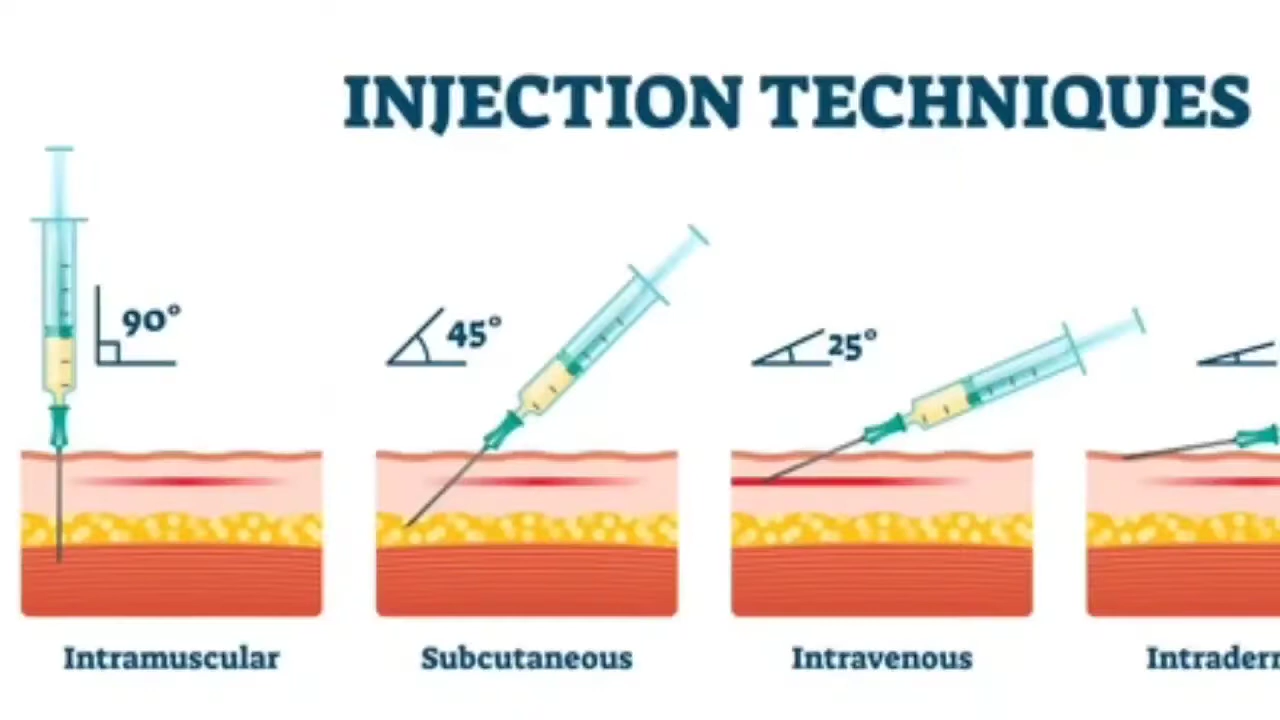 INJECTION TECHNIQUES
90°
45°
25°
Intramuscular
Subcutaneous
Intravenous